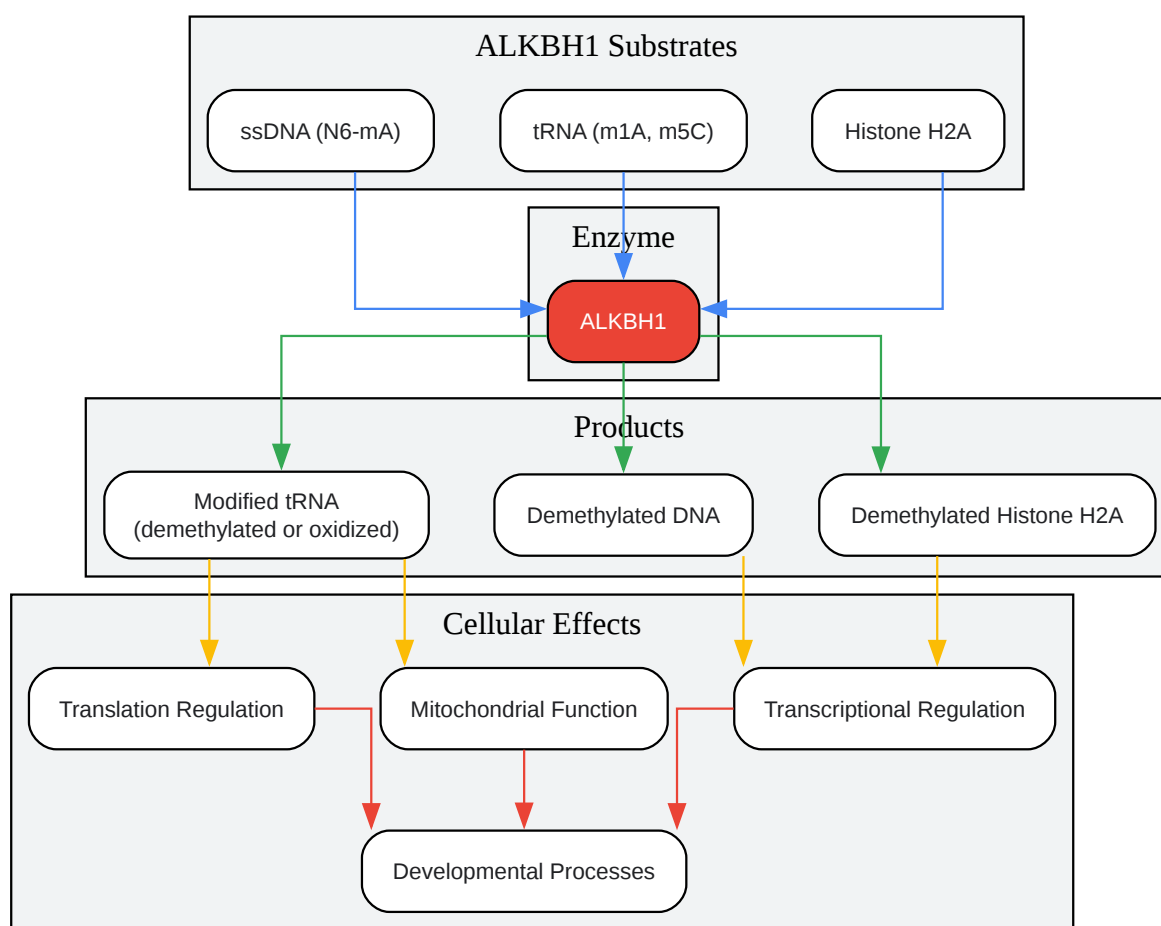 ALKBH1 Substrates
ssDNA (N6-mA)
tRNA (m1A, m5C)
Histone H2A
Enzyme
ALKBH1
Products
Modified tRNA
(demethylated or oxidized)
Demethylated DNA
Demethylated Histone H2A
Cellular Effects
Translation Regulation
Mitochondrial Function
Transcriptional Regulation
Developmental Processes